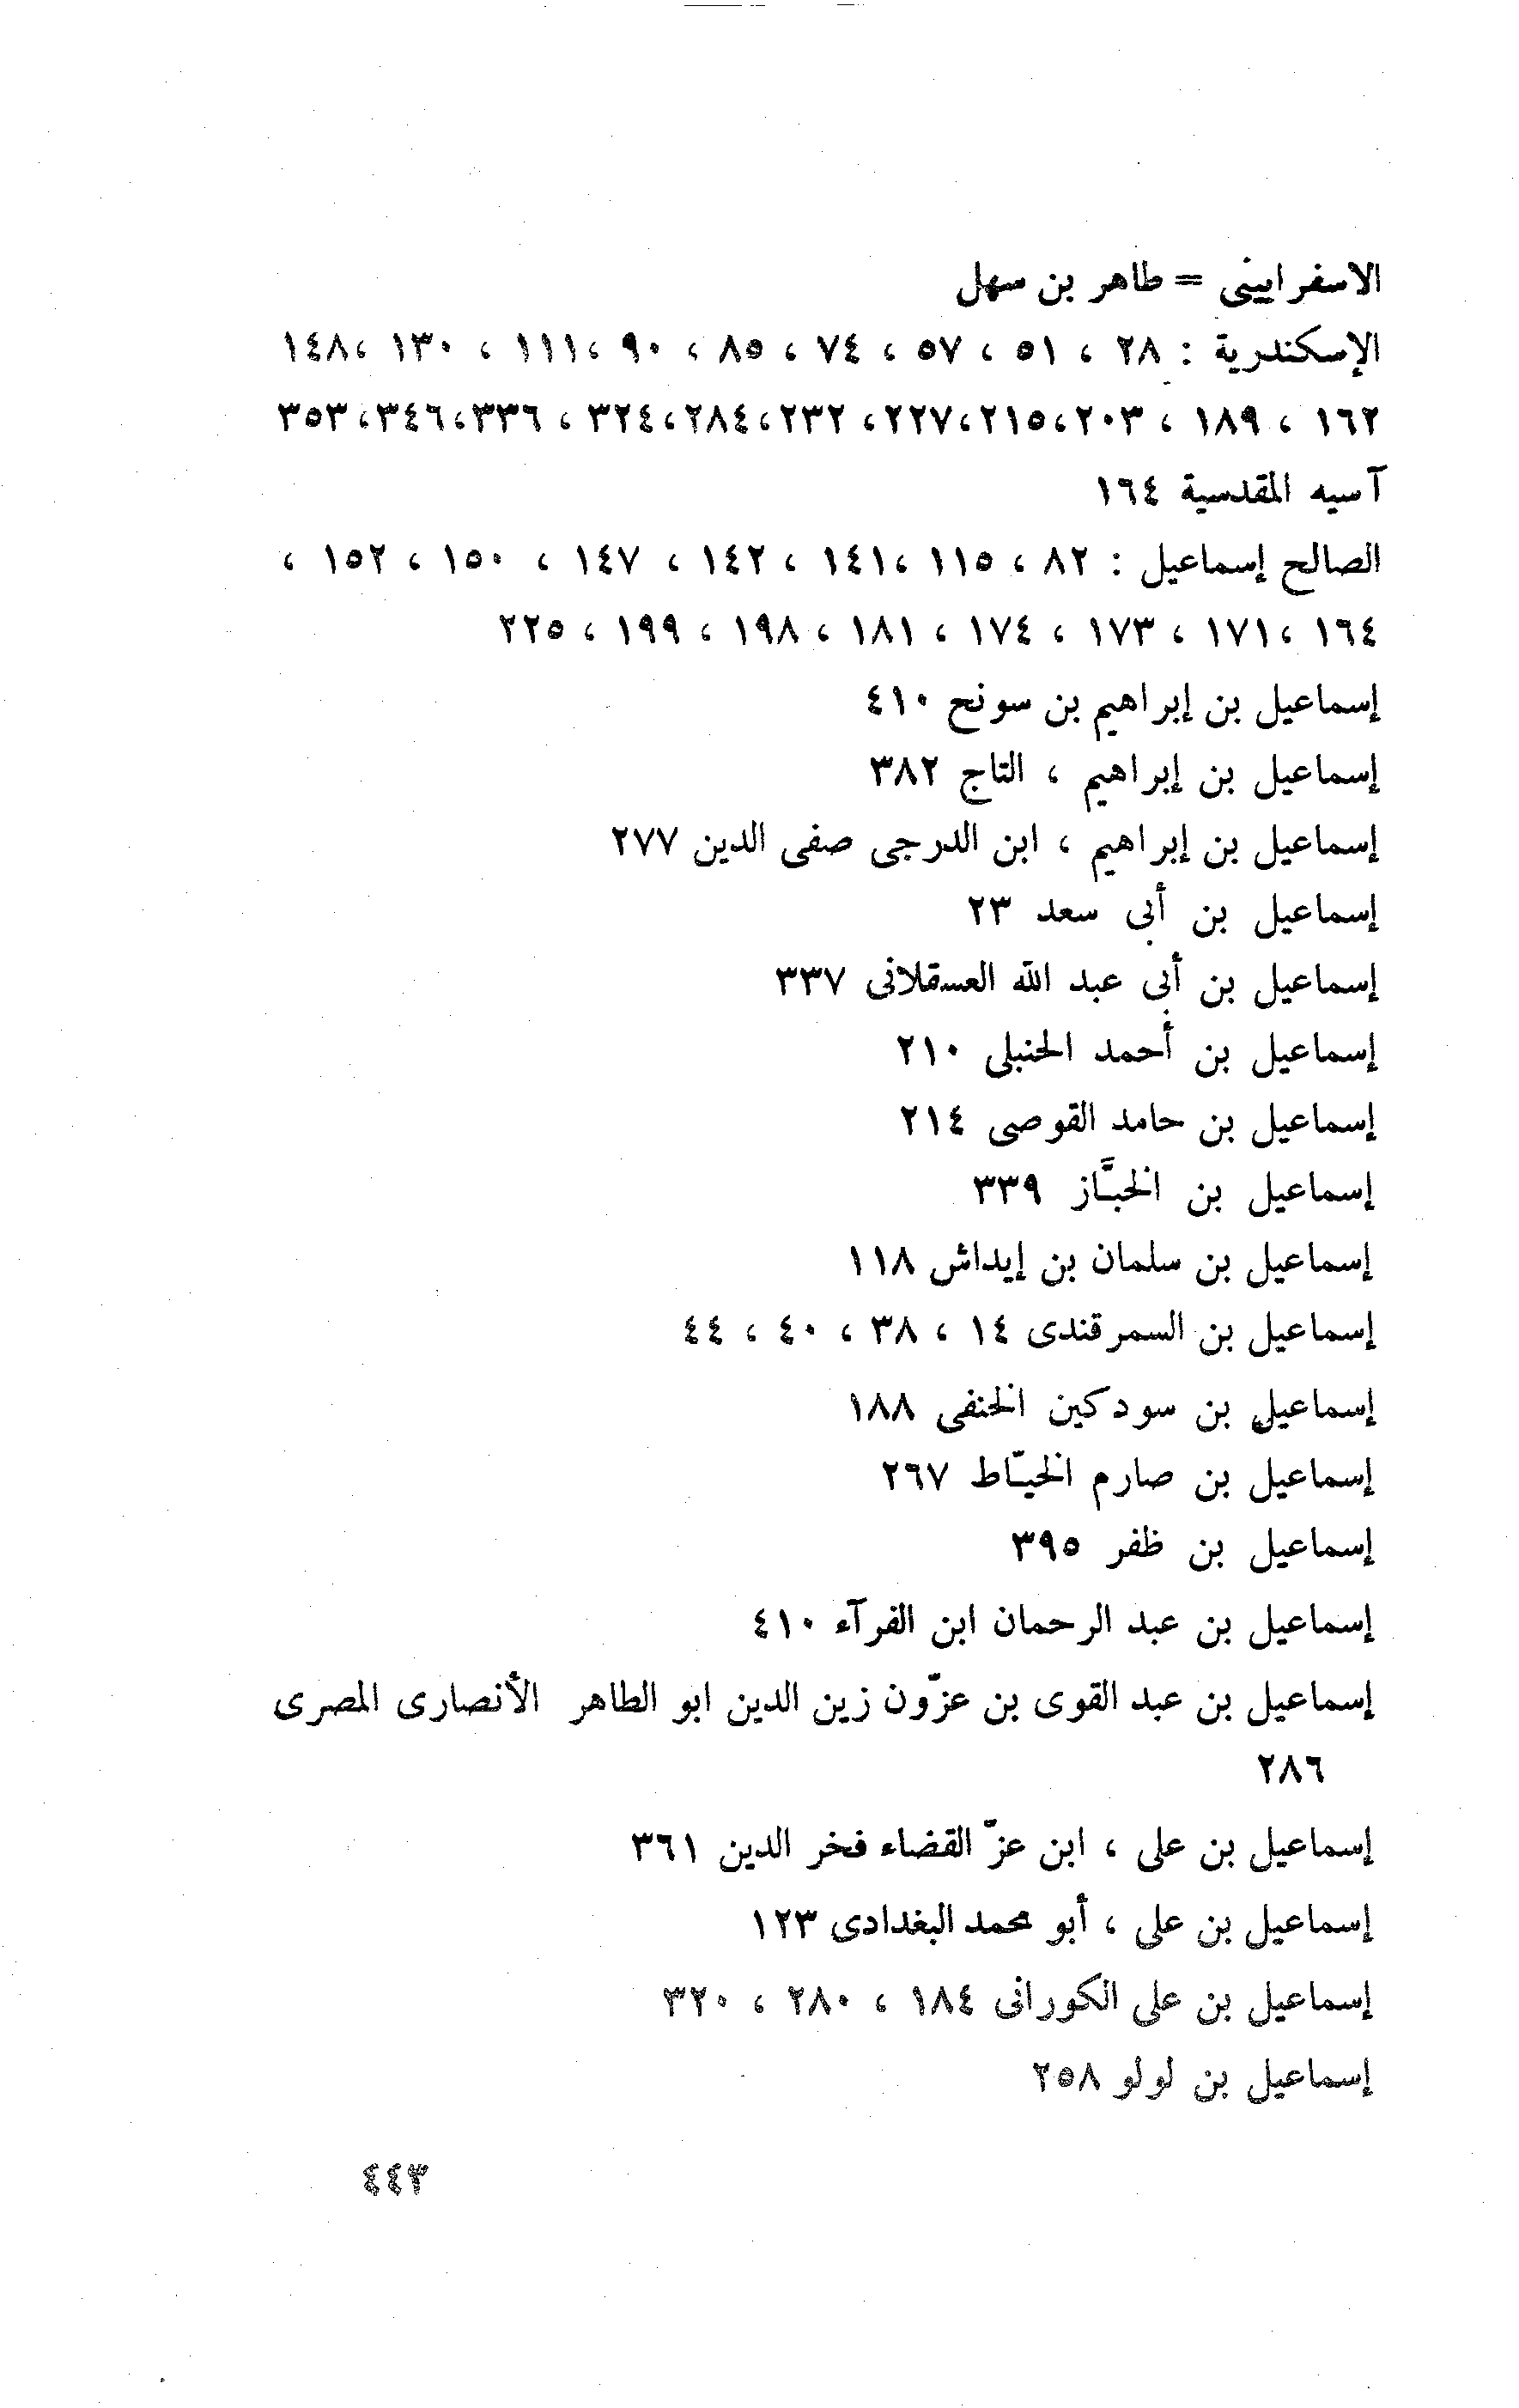 الاسفرايينى = طاهر بن سهل
الإسكندرية : ٢٨ ، ٥١ ، ٥٧ ، ٧٤ ، ٨٥ ، ٩٠ ،١١١ ، ١٣٠ ،١٤٨
١٦٢ ، ١٨٩ ، ٢٠٣،٢١٥،٢٢٧، ٢٣٢،٢٨٤،٣٢٤ ، ٣٣٦،٣٤٦،٣٥٣
آسيه المقدسية ١٦٤
الصالح إسماعيل : ٨٢ ، ١١٥ ،١٤١ ، ١٤٢ ، ١٤٧ ، ١٥٠ ، ١٥٢ ،
١٦٤ ،١٧١ ، ١٧٣ ، ١٧٤ ، ١٨١ ، ١٩٨ ، ١٩٩ ، ٢٢٥
إسماعيل بن إبراهيم بن سونح ٤١٠
إسماعيل بن إبراهيم ، التاج ٣٨٢
إسماعيل بن إبراهيم ، ابن الدرجى صفى الدين ٢٧٧
إسماعيل بن أبى سعد ٢٣
إسماعيل بن أبى عبد الله العسقلانى ٣٣٧
إسماعيل بن أحمد الحنبلى ٢١٠
إسماعيل بن حامد القوصى ٢١٤
إسماعيل بن الخبَّاز ٣٣٩
إسماعيل بن سلمان بن إيداش ١١٨
إسماعيل بن السمرقندى ١٤ ، ٣٨ ، ٤٠ ، ٤٤
إسماعيل بن سودكين الخنفى ١٨٨
إسماعيل بن صارم الخيّاط ٢٦٧
إسماعيل بن ظفر ٣٩٥
إسماعيل بن عبد الرحمان ابن الفرآء ٤١٠
إسماعيل بن عبد القوى بن عزّون زين الدين ابو الطاهر الأنصارى المصرى
٢٨٦
إسماعيل بن على ، ابن عزّ القضاء فخر الدين ٣٦١
إسماعيل بن على ، أبو محمد البغدادى ١٢٣
إسماعيل بن على الكورانى ١٨٤ ، ٢٨٠ ، ٣٢٠
إسماعيل بن لولو ٢٥٨
٤٤٣